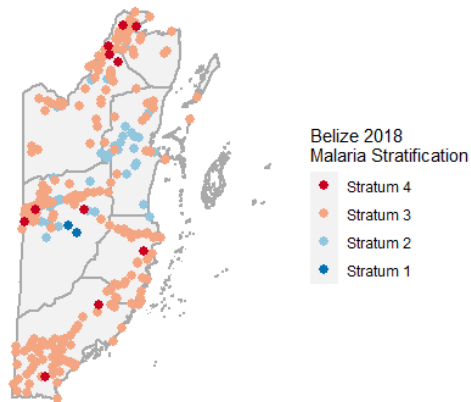 Belize 2018
Malaria Stratification
Stratum 4
Stratum 3
Stratum 2
Stratum 1